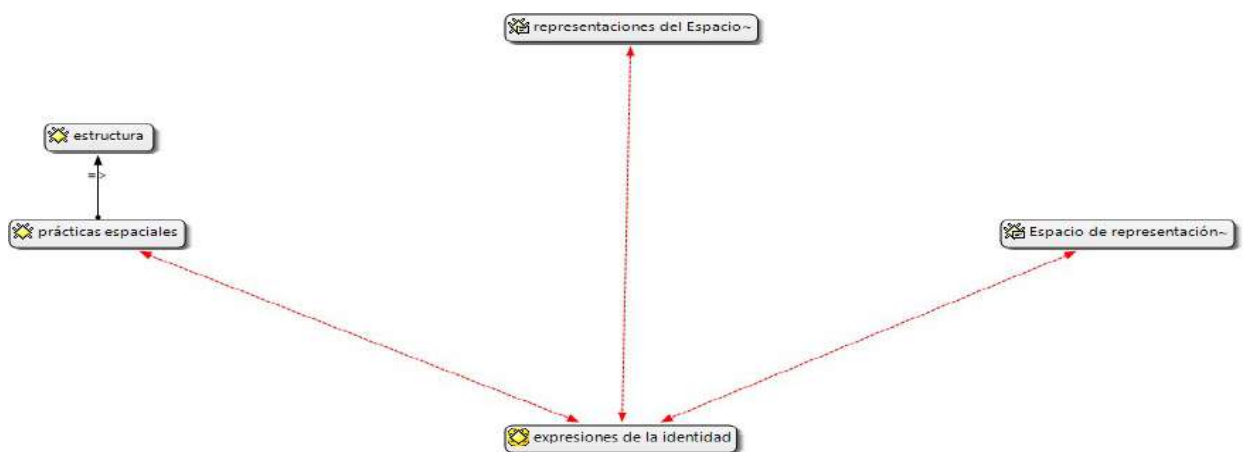 representaciones del Espacio~
estructura
=>
prácticas espaciales
Espacio de representación~
expresiones de la identidad